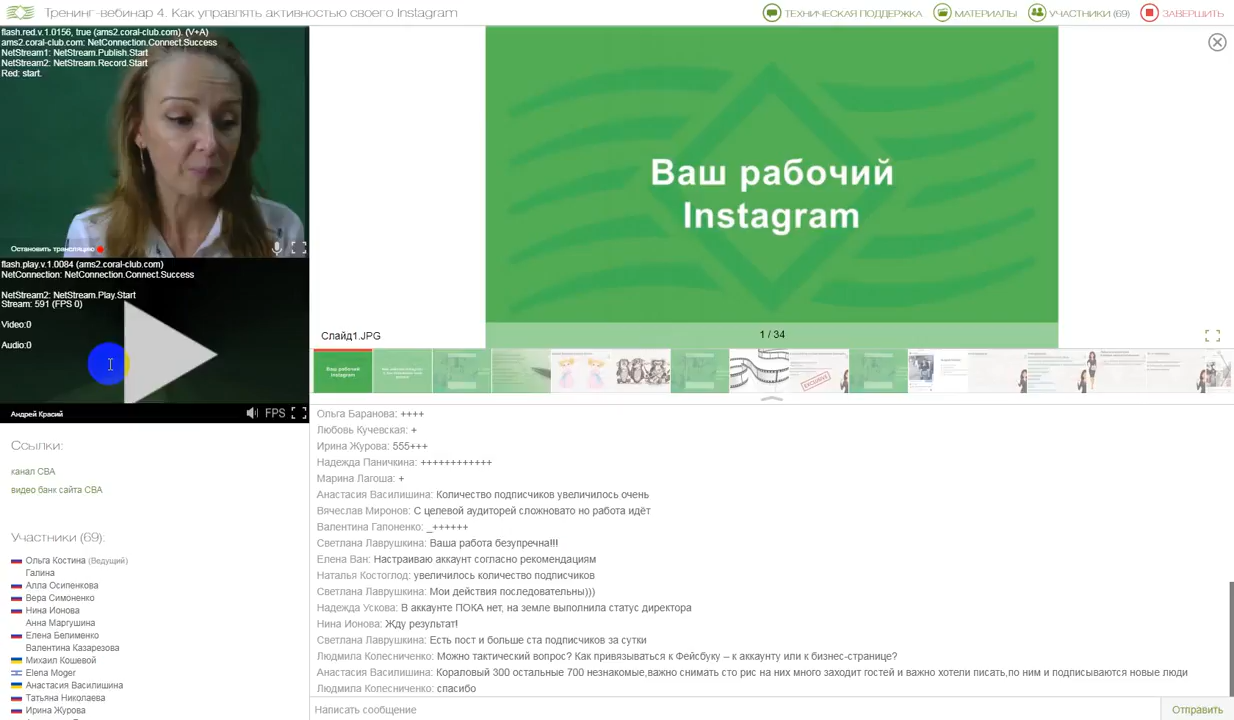 Тренинг-вебинар 4. Как управлять активностью своего Instagram
ТЕХНИЧЕСКАЯ ПОДДЕРЖКА
МАТЕРИАЛЫ
УЧАСТНИКИ (69)
ЗАВЕРШИТЬ
flash.red.v.1.0156, true (ams2.coral-club.com). (V+A)
ams2.coral-club.com: NetConnection.Connect.Success
NetStream1: NetStream.Publish.Start
NetStream2: NetStream.Record.Start
Red: start.
Остановить трансляцию
flash.play.v.1.0084 (ams2.coral-club.com)
NetConnection: NetConnection.Connect.Success
NetStream2: NetStream.Play.Start
Stream: 591 (FPS 0)
Video:0
Audio:0
Андрей Красий
FPS
Ваш рабочий
Instagram
Слайд1.JPG
1 / 34
Ваш рабочий
Instagram
EXCLUSIVE
Ссылки:
канал СВА
видео банк сайта СВА
Участники (69):
Ольга Костина (Ведущий)
Галина
Алла Осипенкова
Вера Симоненко
Нина Ионова
Анна Маргушина
Елена Белименко
Валентина Казарезова
Михаил Кошевой
Elena Moger
Анастасия Василишина
Татьяна Николаева
Ирина Журова
Ольга Баранова: ++++
Любовь Кучевская: +
Ирина Журова: 555+++
Надежда Паничкина: ++++++++++++
Марина Лагоша: +
Анастасия Василишина: Количество подписчиков увеличилось очень
Вячеслав Миронов: С целевой аудиторей сложновато но работа идёт
Валентина Гапоненко: _++++++
Светлана Лаврушкина: Ваша работа безупречна!!!
Елена Ван: Настраиваю аккаунт согласно рекомендациям
Наталья Костоглод: увеличилось количество подписчиков
Светлана Лаврушкина: Мои действия последовательны)))
Надежда Ускова: В аккаунте ПОКА нет, на земле выполнила статус директора
Нина Ионова: Жду результат!
Светлана Лаврушкина: Есть пост и больше ста подписчиков за сутки
Людмила Колесниченко: Можно тактический вопрос? Как привязываться к Фейсбуку – к аккаунту или к бизнес-странице?
Анастасия Василишина: Кораловый 300 остальные 700 незнакомые,важно снимать сто рис на них много заходит гостей и важно хотели писать,по ним и подписываются новые люди
Людмила Колесниченко: спасибо
Написать сообщение
Отправить